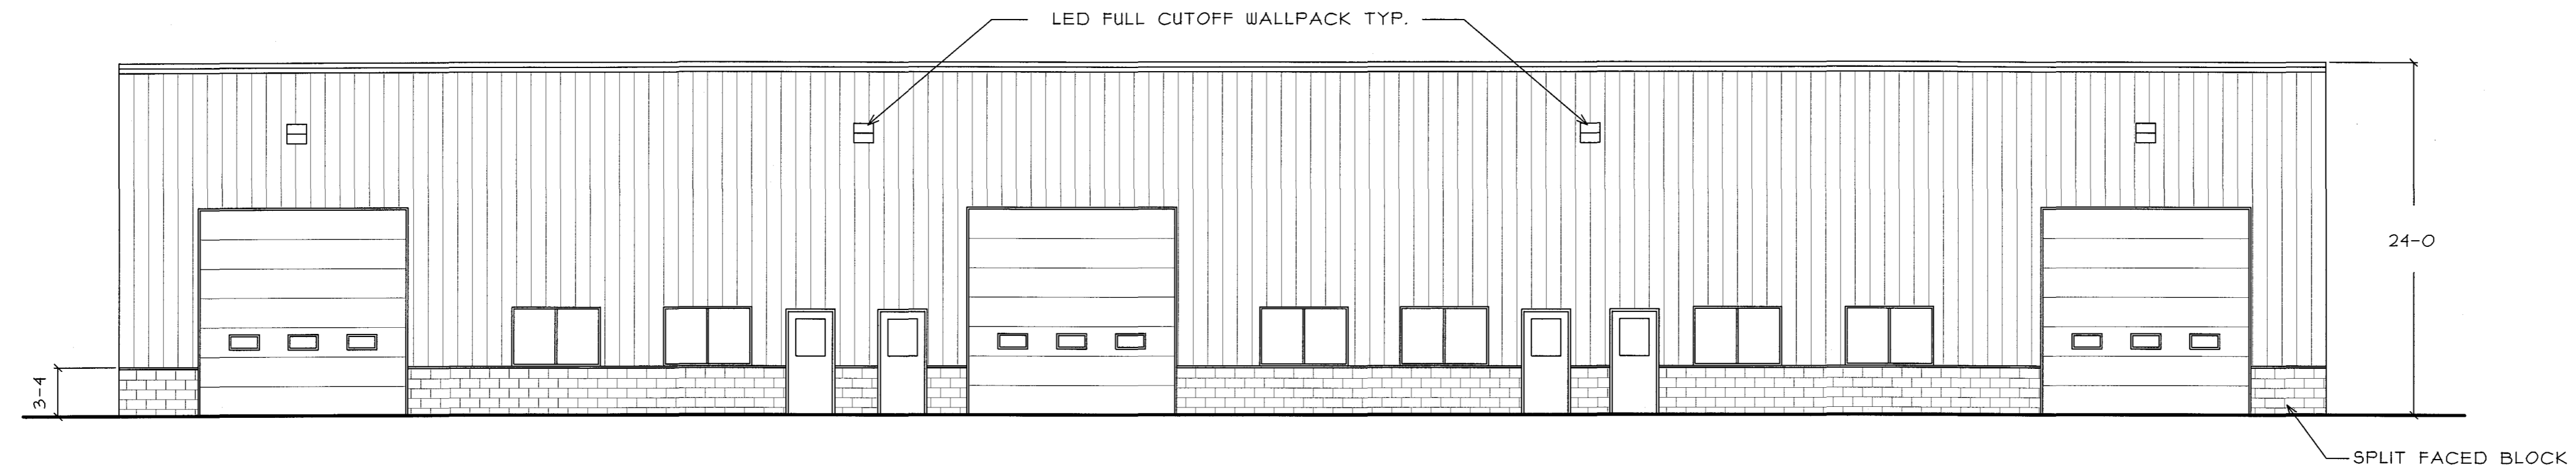 LED FULL CUTOFF WALLPACK TYP.
24-0
3-4
SPLIT FACED BLOCK